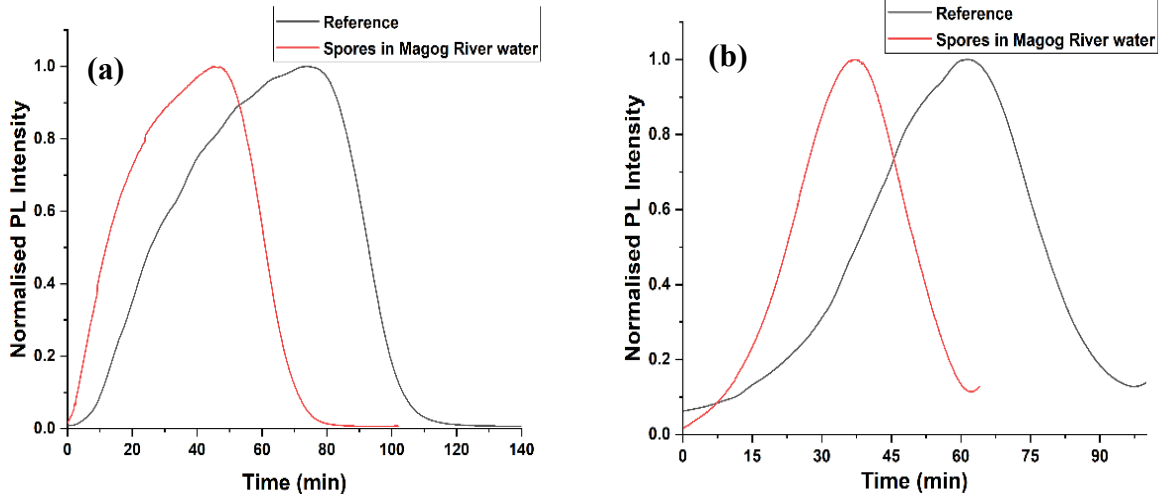 Reference
Spores in Magog River water
(a)
Normalised PL Intensity
1.0
0.8
0.6
0.4
0.2
0.0
0 20 40 60 80 100 120 140
Time (min)
Reference
Spores in Magog River water
(b)
Normalised PL Intensity
1.0
0.8
0.6
0.4
0.2
0.0
0 15 30 45 60 75 90
Time (min)